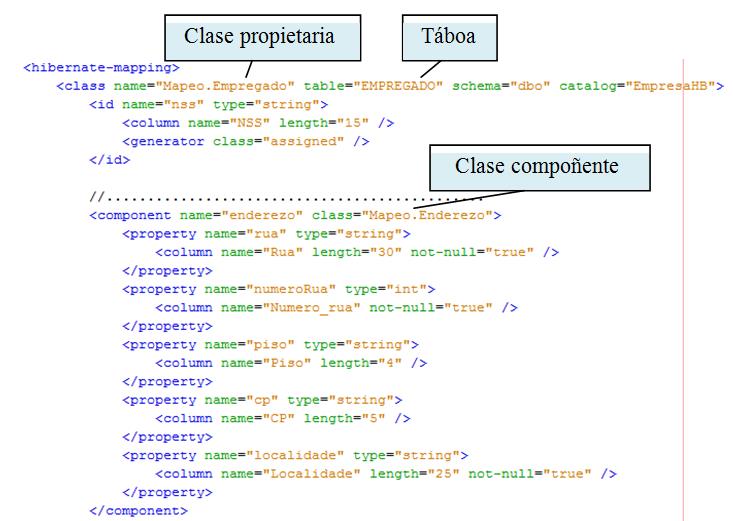 Clase propietaria
Táboa
<hibernate-mapping>
<class name="Mapeo.Empregado" table="EMPREGADO" schema="dbo" catalog="EmpresaHB">
<id name="nss" type="string">
<column name="NSS" length="15" />
<generator class="assigned" />
</id>
Clase compoñente
//..............................................
<component name="enderezo" class="Mapeo.Enderezo">
<property name="rua" type="string">
<column name="Rua" length="30" not-null="true" />
</property>
<property name="numeroRua" type="int">
<column name="Numero_rua" not-null="true" />
</property>
<property name="piso" type="string">
<column name="Piso" length="4" />
</property>
<property name="cp" type="string">
<column name="CP" length="5" />
</property>
<property name="localidade" type="string">
<column name="Localidade" length="25" not-null="true" />
</property>
</component>